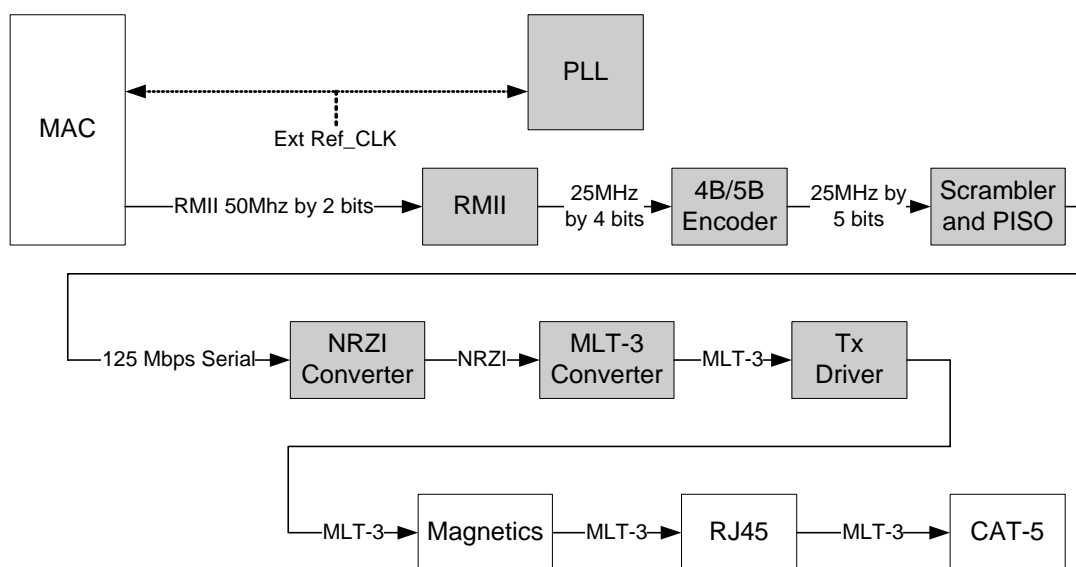 PLL
MAC
Ext Ref_CLK
RMII 50Mhz by 2 bits
RMII
25MHz
by 4 bits
4B/5B
Encoder
25MHz by
5 bits
Scrambler
and PISO
125 Mbps Serial
NRZI
Converter
NRZI
MLT-3
Converter
MLT-3
Tx
Driver
MLT-3
Magnetics
MLT-3
RJ45
MLT-3
CAT-5